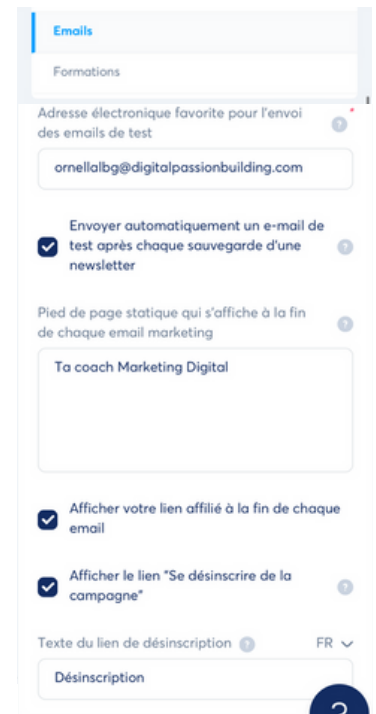 Emails
Formations
Adresse électronique favorite pour l'envoi
des emails de test
?
*
ornellalbg@digitalpassionbuilding.com
Envoyer automatiquement un e-mail de
test après chaque sauvegarde d'une
newsletter
?
Pied de page statique qui s'affiche à la fin
de chaque email marketing
?
Ta coach Marketing Digital
Afficher votre lien affilié à la fin de chaque
email
Afficher le lien "Se désinscrire de la
campagne"
?
Texte du lien de désinscription ? FR
Désinscription
?